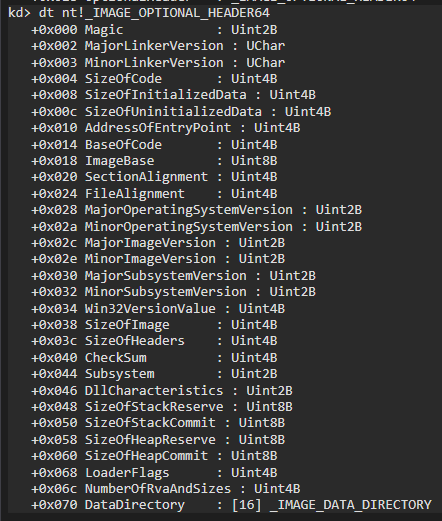 kd> dt nt!_IMAGE_OPTIONAL_HEADER64
+0x000 Magic : Uint2B
+0x002 MajorLinkerVersion : UChar
+0x003 MinorLinkerVersion : UChar
+0x004 SizeOfCode : Uint4B
+0x008 SizeOfInitializedData : Uint4B
+0x00c SizeOfUninitializedData : Uint4B
+0x010 AddressOfEntryPoint : Uint4B
+0x014 BaseOfCode : Uint4B
+0x018 ImageBase : Uint8B
+0x020 SectionAlignment : Uint4B
+0x024 FileAlignment : Uint4B
+0x028 MajorOperatingSystemVersion : Uint2B
+0x02a MinorOperatingSystemVersion : Uint2B
+0x02c MajorImageVersion : Uint2B
+0x02e MinorImageVersion : Uint2B
+0x030 MajorSubsystemVersion : Uint2B
+0x032 MinorSubsystemVersion : Uint2B
+0x034 Win32VersionValue : Uint4B
+0x038 SizeOfImage : Uint4B
+0x03c SizeOfHeaders : Uint4B
+0x040 CheckSum : Uint4B
+0x044 Subsystem : Uint2B
+0x046 DllCharacteristics : Uint2B
+0x048 SizeOfStackReserve : Uint8B
+0x050 SizeOfStackCommit : Uint8B
+0x058 SizeOfHeapReserve : Uint8B
+0x060 SizeOfHeapCommit : Uint8B
+0x068 LoaderFlags : Uint4B
+0x06c NumberOfRvaAndSizes : Uint4B
+0x070 DataDirectory : [16] _IMAGE_DATA_DIRECTORY